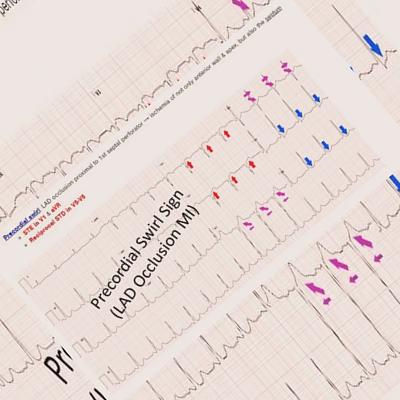 Precordial swirl: LAD occlusion proximal to 1st septal perforator → ischemia of not only anterior wall & apex, but also the septum
STE in V1 & aVR
Reciprocal STD in V5-V6
Precordial Swirl Sign
(LAD Occlusion MI)